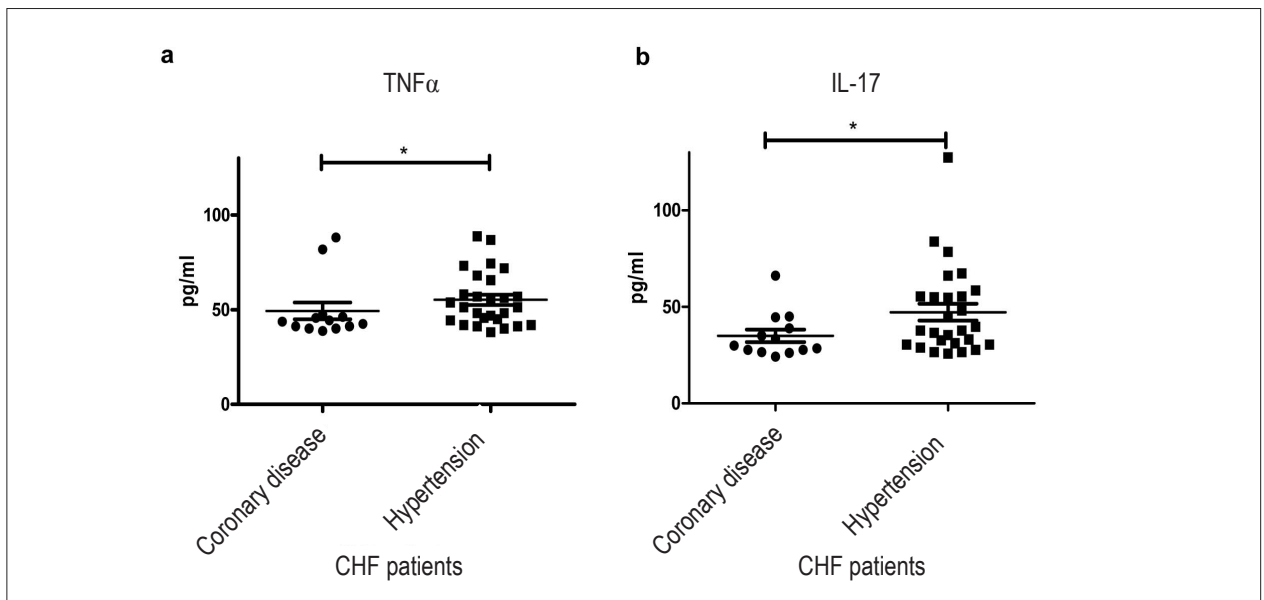 a
TNFα
*
pg/ml
100
50
0
Coronary disease
Hypertension
CHF patients
b
IL-17
*
pg/ml
100
50
0
Coronary disease
Hypertension
CHF patients